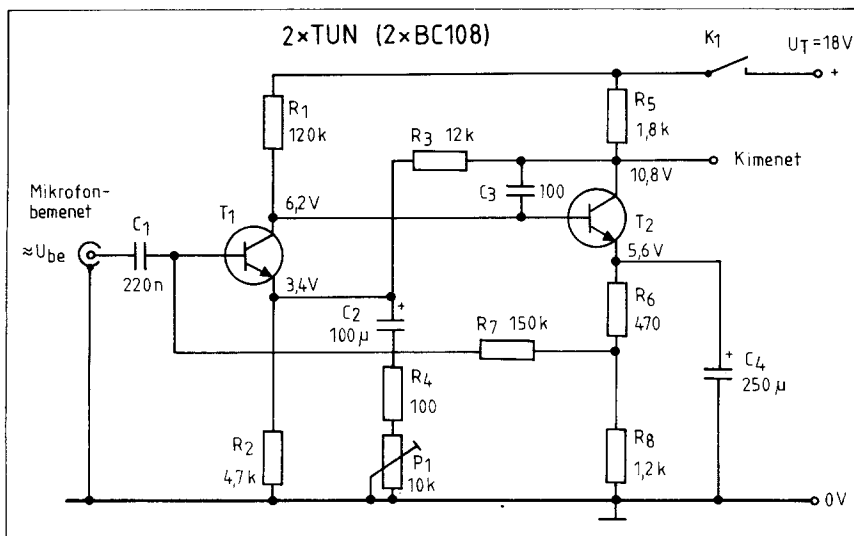 2×TUN (2×BC108)
K1
UT=18V
+
R1
120k
R3 12k
R5
1,8k
Kimenet
10,8V
C3 100
Mikrofon-
bemenet
C1
T1
6,2V
T2
≈Ube
220n
3,4V
5,6V
C2
100µ
+
R7 150k
R6
470
+
C4
250µ
R4
100
R2
4,7k
P1
10k
R8
1,2k
0V